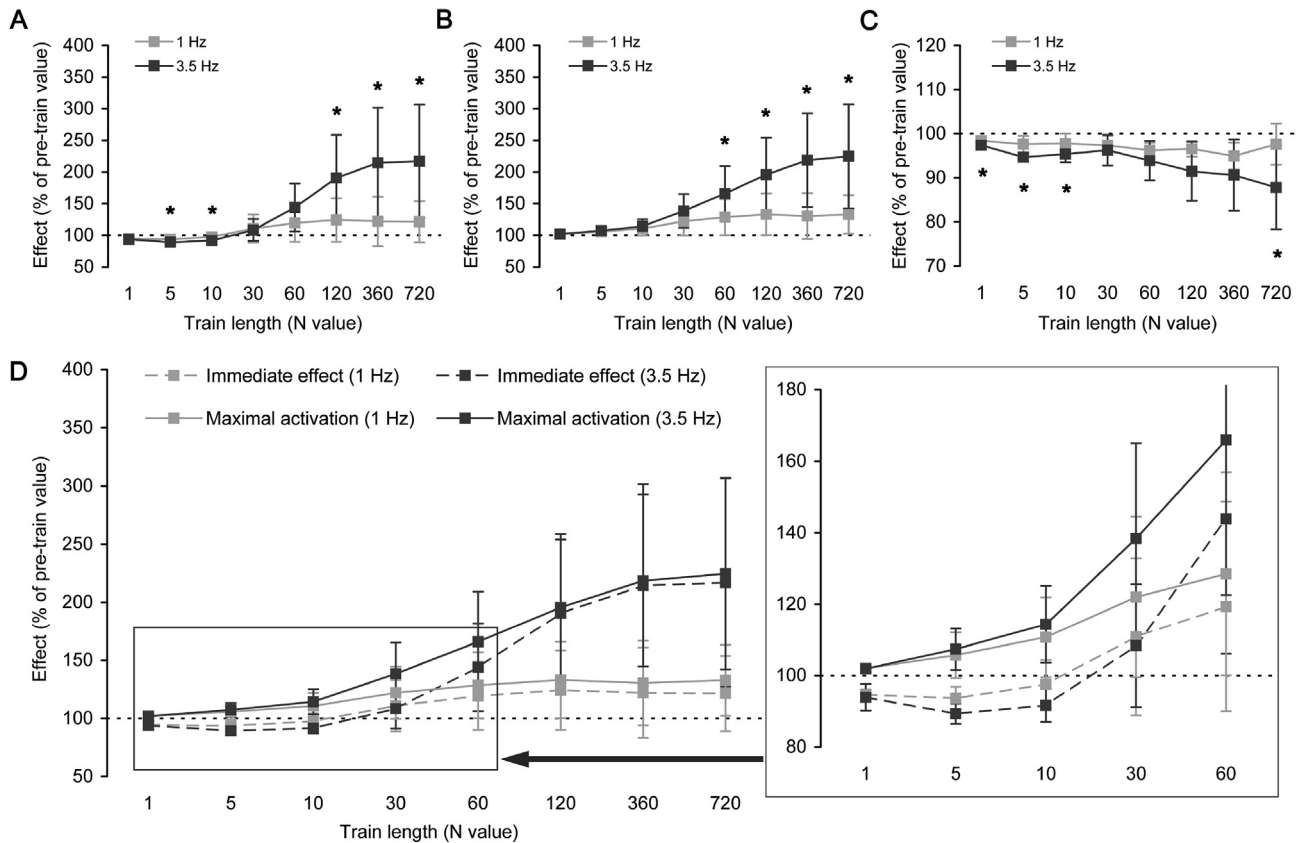 A
B
C
1 Hz
3.5 Hz
1 Hz
3.5 Hz
1 Hz
3.5 Hz
Effect (% of pre-train value)
400
350
300
250
200
150
100
50
* * * * *
1 5 10 30 60 120 360 720
Train length (N value)
Effect (% of pre-train value)
400
350
300
250
200
150
100
50
* * * *
1 5 10 30 60 120 360 720
Train length (N value)
Effect (% of pre-train value)
120
110
100
90
80
70
* * * *
1 5 10 30 60 120 360 720
Train length (N value)
D
Immediate effect (1 Hz)
Immediate effect (3.5 Hz)
Maximal activation (1 Hz)
Maximal activation (3.5 Hz)
Effect (% of pre-train value)
400
350
300
250
200
150
100
50
1 5 10 30 60 120 360 720
Train length (N value)
180
160
140
120
100
80
1 5 10 30 60